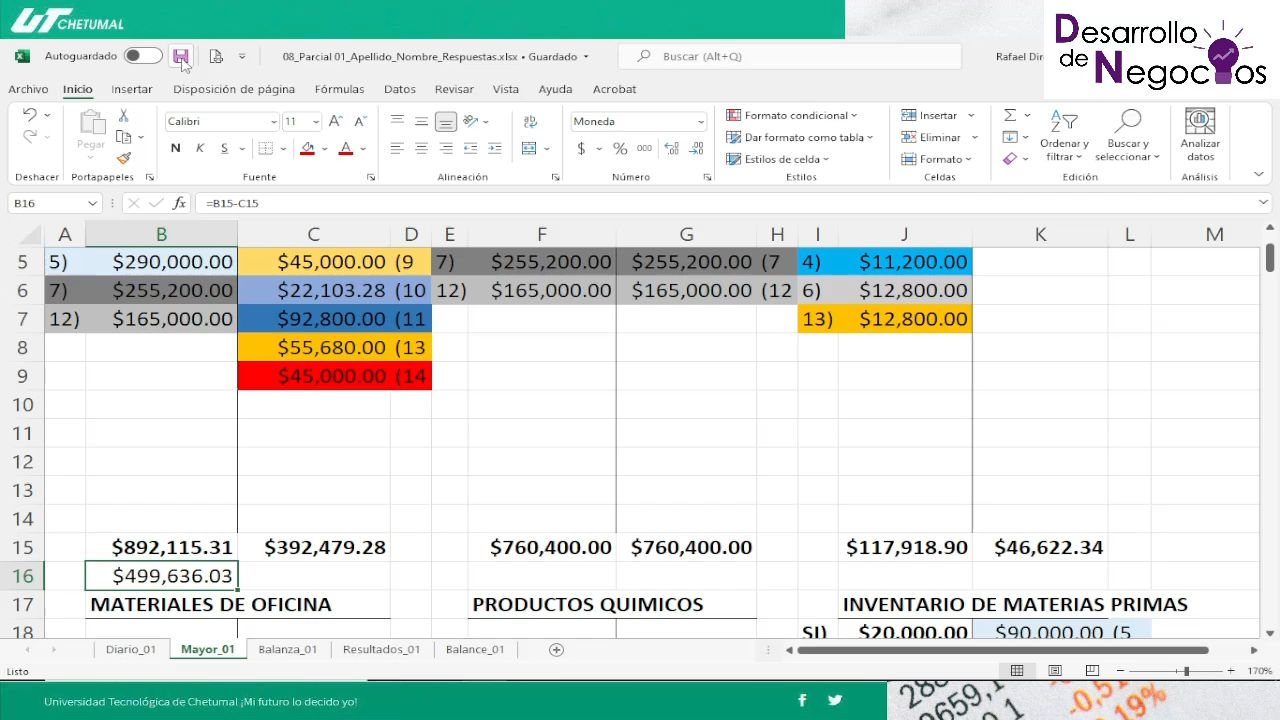 UT CHETUMAL
Desarrollo
de Negocios
Autoguardado
08_Parcial 01_Apellido_Nombre_Respuestas.xlsx • Guardado
Buscar (Alt+Q)
Rafael Dir
Archivo Inicio Insertar Disposición de página Fórmulas Datos Revisar Vista Ayuda Acrobat
Pegar
Calibri 11
N K S
Moneda
$ % 000
Formato condicional
Dar formato como tabla
Estilos de celda
Insertar
Eliminar
Formato
Ordenar y
filtrar
Buscar y
seleccionar
Analizar
datos
Deshacer Portapapeles Fuente Alineación Número Estilos Celdas Edición Análisis
B16 fx =B15-C15
A B C D E F G H I J K L M
5 5) $290,000.00 $45,000.00 (9 7) $255,200.00 $255,200.00 (7 4) $11,200.00
6 7) $255,200.00 $22,103.28 (10 12) $165,000.00 $165,000.00 (12 6) $12,800.00
7 12) $165,000.00 $92,800.00 (11 13) $12,800.00
8 $55,680.00 (13
9 $45,000.00 (14
10
11
12
13
14
15 $892,115.31 $392,479.28 $760,400.00 $760,400.00 $117,918.90 $46,622.34
16 $499,636.03
17 MATERIALES DE OFICINA PRODUCTOS QUIMICOS INVENTARIO DE MATERIAS PRIMAS
18 SI) $20,000.00 $90,000.00 (5
Diario_01 Mayor_01 Balanza_01 Resultados_01 Balance_01
Listo
170%
Universidad Tecnológica de Chetumal ¡Mi futuro lo decido yo!